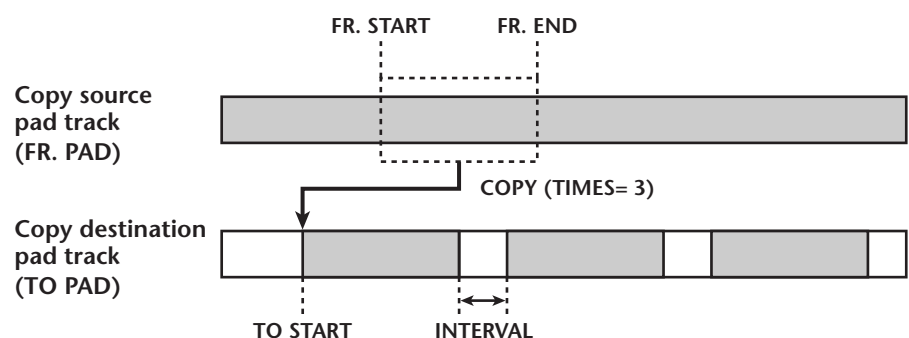 FR. START FR. END
Copy source
pad track
(FR. PAD)
COPY (TIMES= 3)
Copy destination
pad track
(TO PAD)
TO START INTERVAL